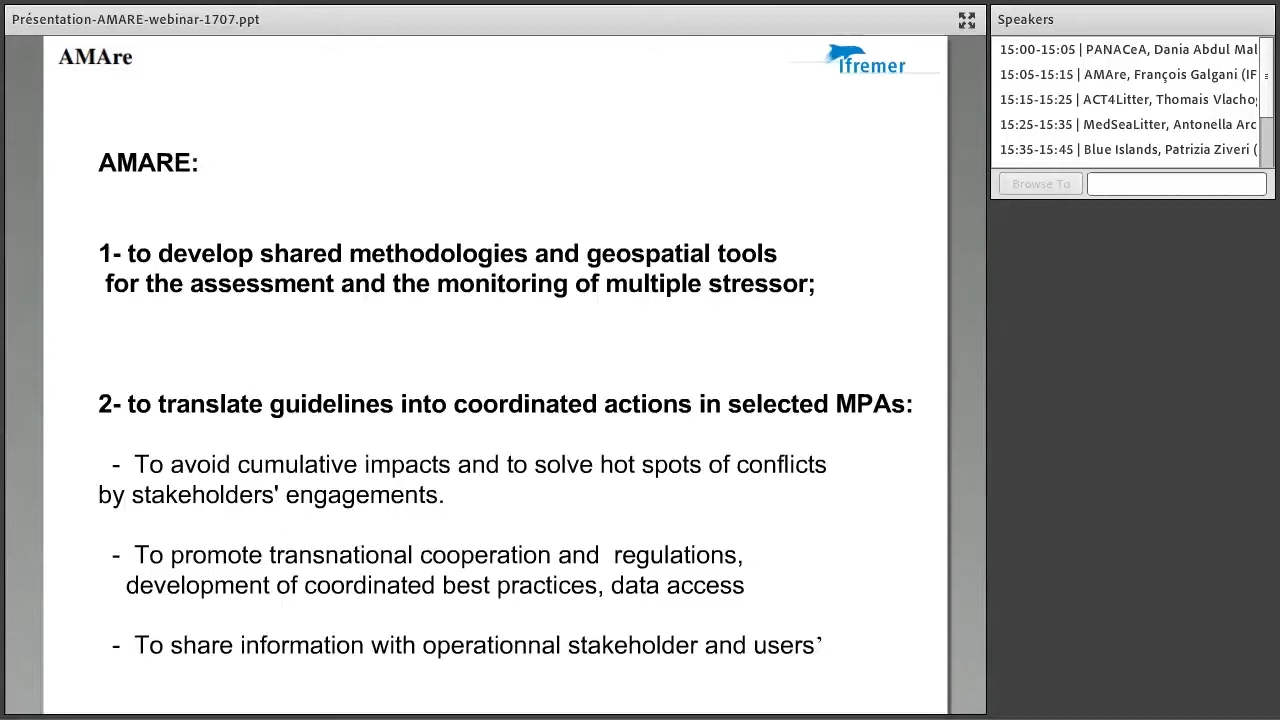 Présentation-AMARE-webinar-1707.ppt
AMAre
Ifremer
AMARE:
1- to develop shared methodologies and geospatial tools
for the assessment and the monitoring of multiple stressor;
2- to translate guidelines into coordinated actions in selected MPAs:
- To avoid cumulative impacts and to solve hot spots of conflicts
by stakeholders' engagements.
- To promote transnational cooperation and regulations,
development of coordinated best practices, data access
- To share information with operationnal stakeholder and users’
Speakers
15:00-15:05 | PANACeA, Dania Abdul Mal
15:05-15:15 | AMAre, François Galgani (IF
15:15-15:25 | ACT4Litter, Thomais Vlacho
15:25-15:35 | MedSeaLitter, Antonella Arc
15:35-15:45 | Blue Islands, Patrizia Ziveri (
Browse To